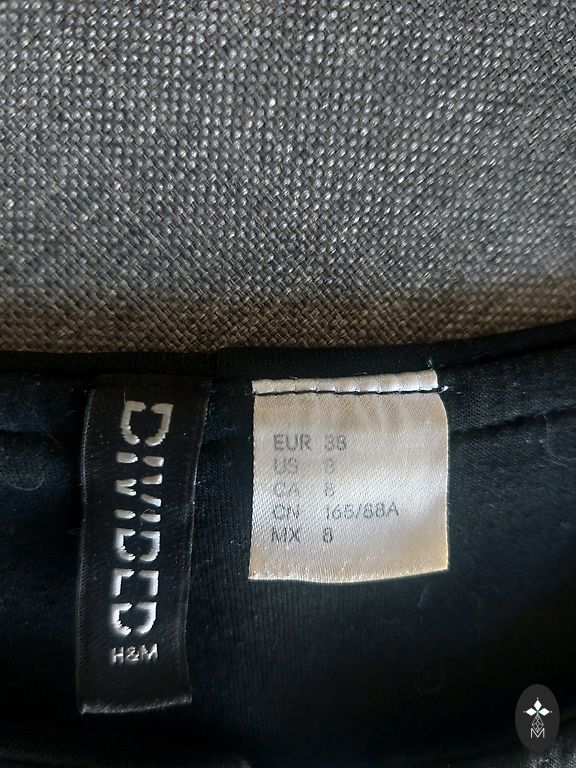 DIVIDED
H&M
EUR 38
US 8
CA 8
CN 165/88A
MX 8
M